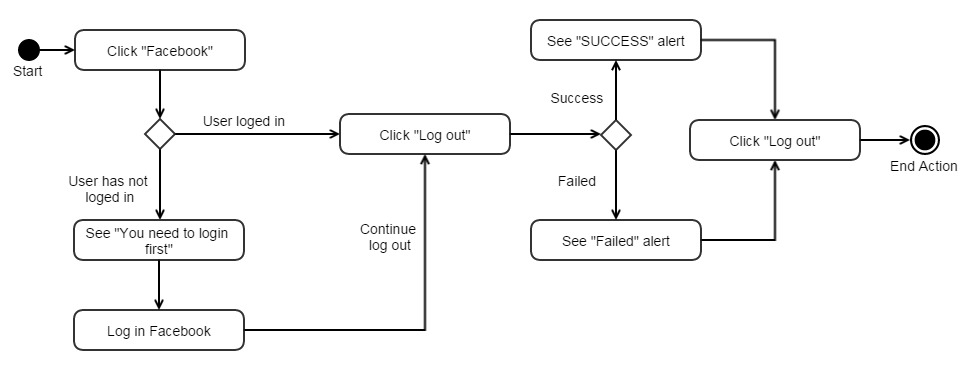 Start
Click "Facebook"
User loged in
User has not
loged in
See "You need to login
first"
Log in Facebook
Continue
log out
Click "Log out"
Success
See "SUCCESS" alert
Failed
See "Failed" alert
Click "Log out"
End Action